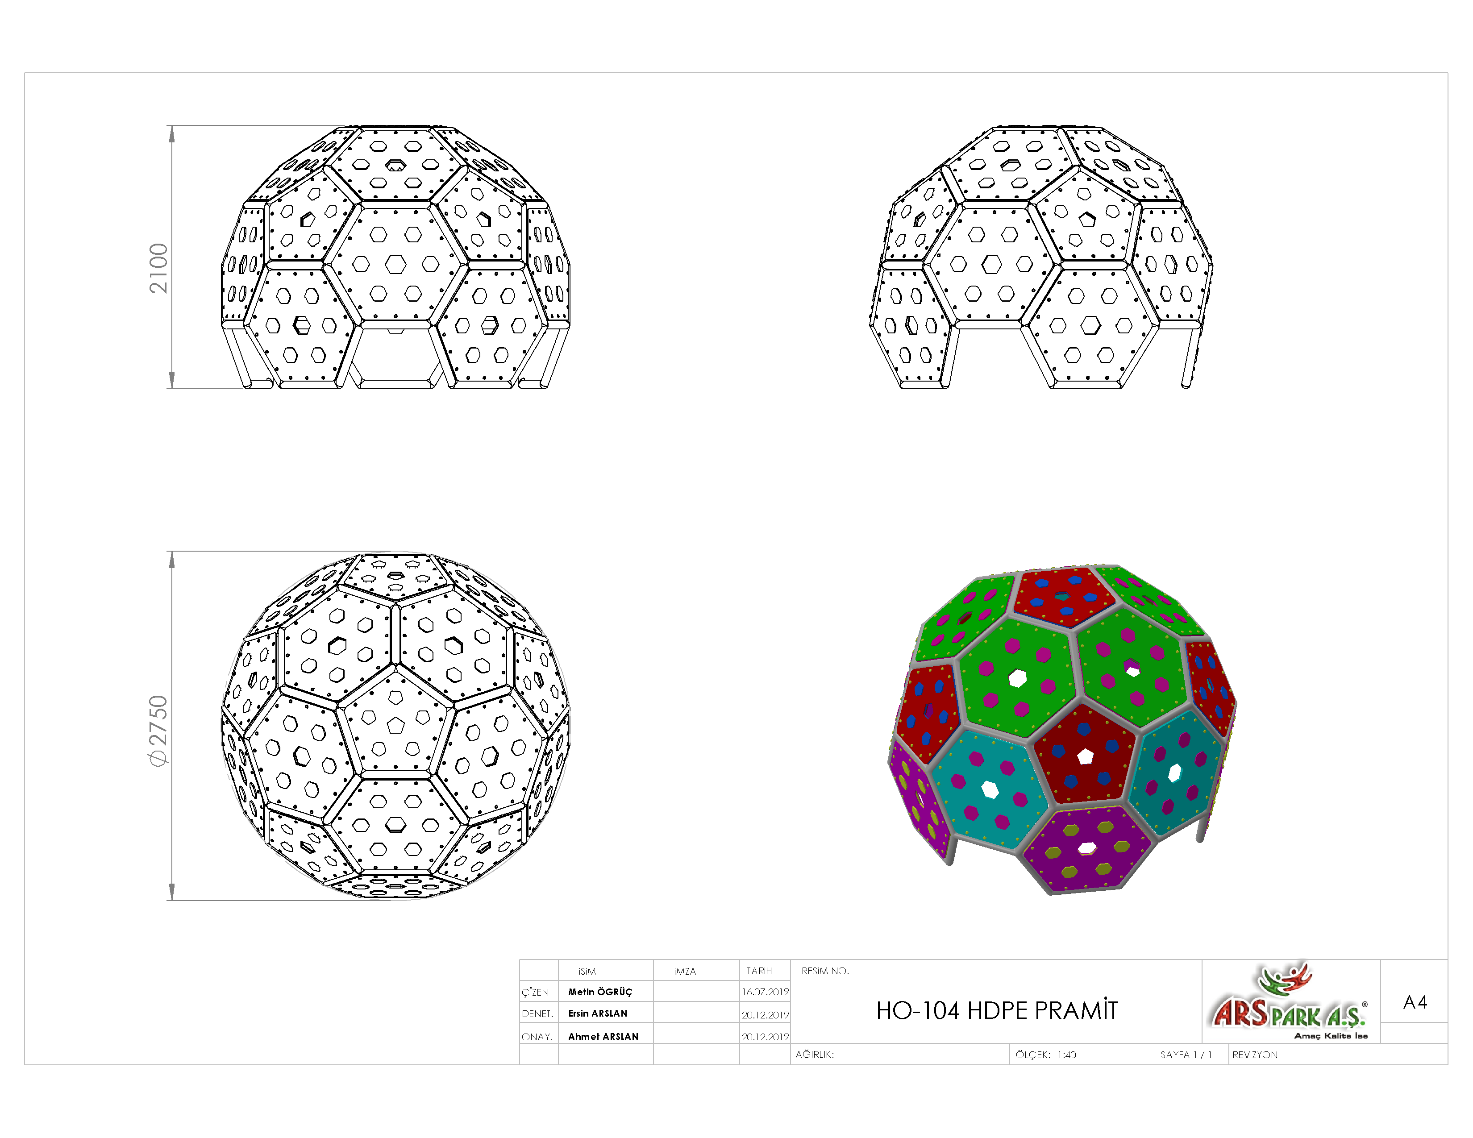 2100
⌀2750
İSİM
İMZA
TARİH
RESİM NO.
ÇİZEN
Metin ÖGRÜÇ
16.07.2019
DENET.
Ersin ARSLAN
20.12.2019
ONAY.
Ahmet ARSLAN
20.12.2019
HO-104 HDPE PRAMİT
ARSPARK A.Ş.®
Amaç Kalite İse
A4
AĞIRLIK:
ÖLÇEK: 1:40
SAYFA 1 / 1
REVİZYON